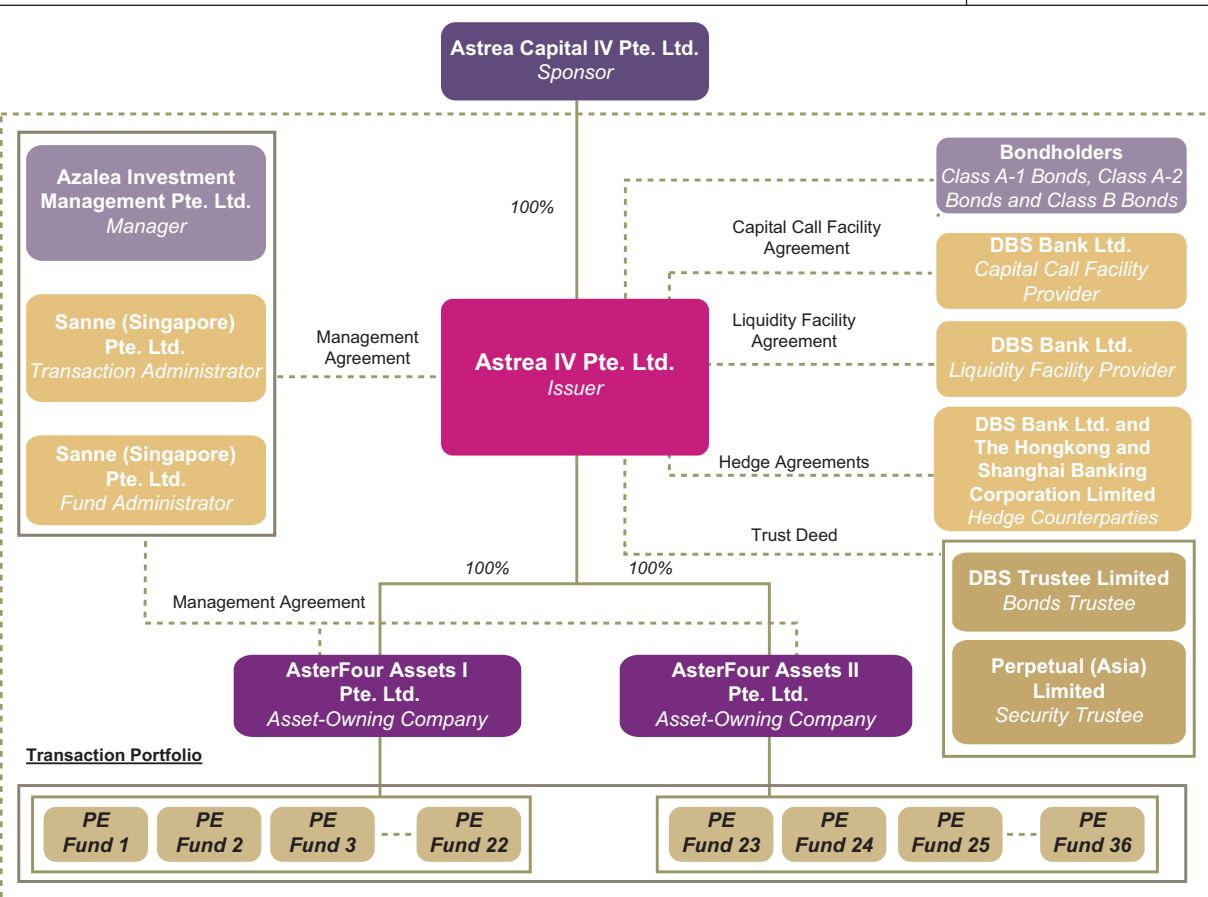 Astrea Capital IV Pte. Ltd.
Sponsor
Azalea Investment
Management Pte. Ltd.
Manager
Sanne (Singapore)
Pte. Ltd.
Transaction Administrator
Sanne (Singapore)
Pte. Ltd.
Fund Administrator
Management
Agreement
100%
Astrea IV Pte. Ltd.
Issuer
Bondholders
Class A-1 Bonds, Class A-2
Bonds and Class B Bonds
Capital Call Facility
Agreement
DBS Bank Ltd.
Capital Call Facility
Provider
Liquidity Facility
Agreement
DBS Bank Ltd.
Liquidity Facility Provider
Hedge Agreements
DBS Bank Ltd. and
The Hongkong and
Shanghai Banking
Corporation Limited
Hedge Counterparties
Trust Deed
DBS Trustee Limited
Bonds Trustee
Perpetual (Asia)
Limited
Security Trustee
100%
100%
Management Agreement
AsterFour Assets I
Pte. Ltd.
Asset-Owning Company
AsterFour Assets II
Pte. Ltd.
Asset-Owning Company
Transaction Portfolio
PE
Fund 1
PE
Fund 2
PE
Fund 3
PE
Fund 22
PE
Fund 23
PE
Fund 24
PE
Fund 25
PE
Fund 36